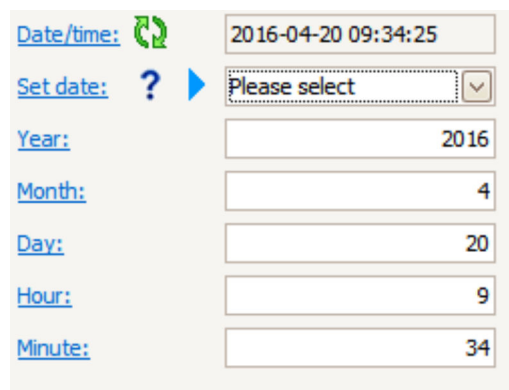 Date/time: 2016-04-20 09:34:25
Set date: ? Please select
Year: 2016
Month: 4
Day: 20
Hour: 9
Minute: 34